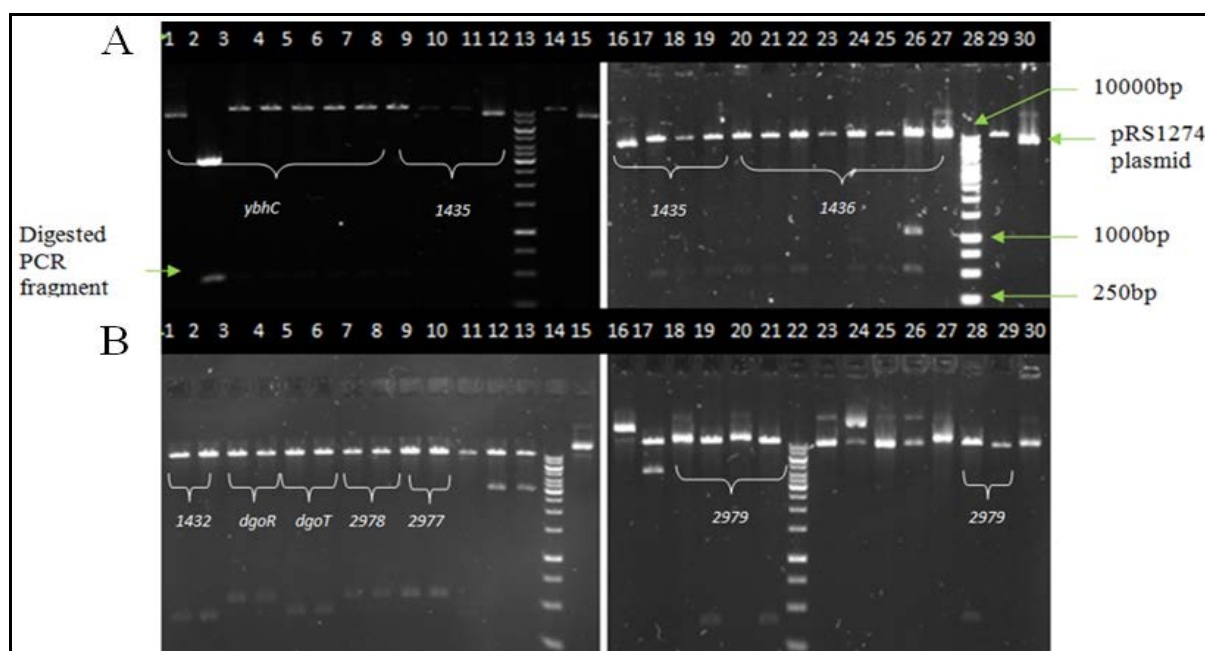 A
1 2 3 4 5 6 7 8 9 10 11 12 13 14 15 16 17 18 19 20 21 22 23 24 25 26 27 28 29 30
10000bp
pRS1274
plasmid
ybhC
1435
1435
1436
Digested
PCR
fragment
1000bp
250bp
B
1 2 3 4 5 6 7 8 9 10 11 12 13 14 15 16 17 18 19 20 21 22 23 24 25 26 28 29 30
1432
dgoR
dgoT
2978
2977
2979
2979